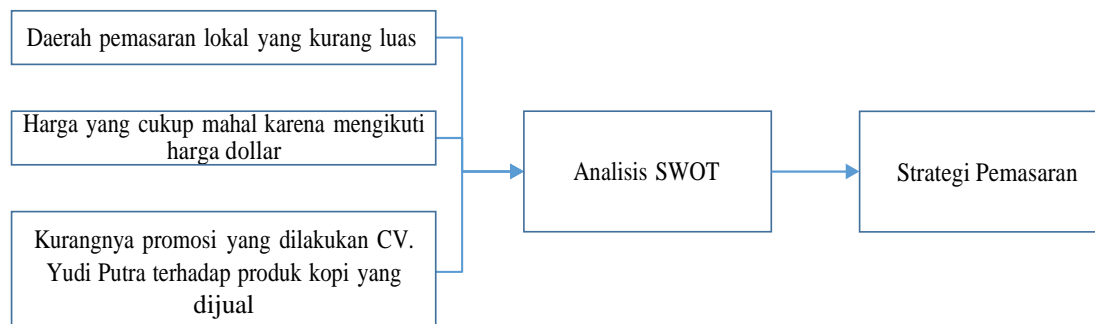 Daerah pemasaran lokal yang kurang luas
Harga yang cukup mahal karena mengikuti
harga dollar
Kurangnya promosi yang dilakukan CV.
Yudi Putra terhadap produk kopi yang
dijual
Analisis SWOT
Strategi Pemasaran